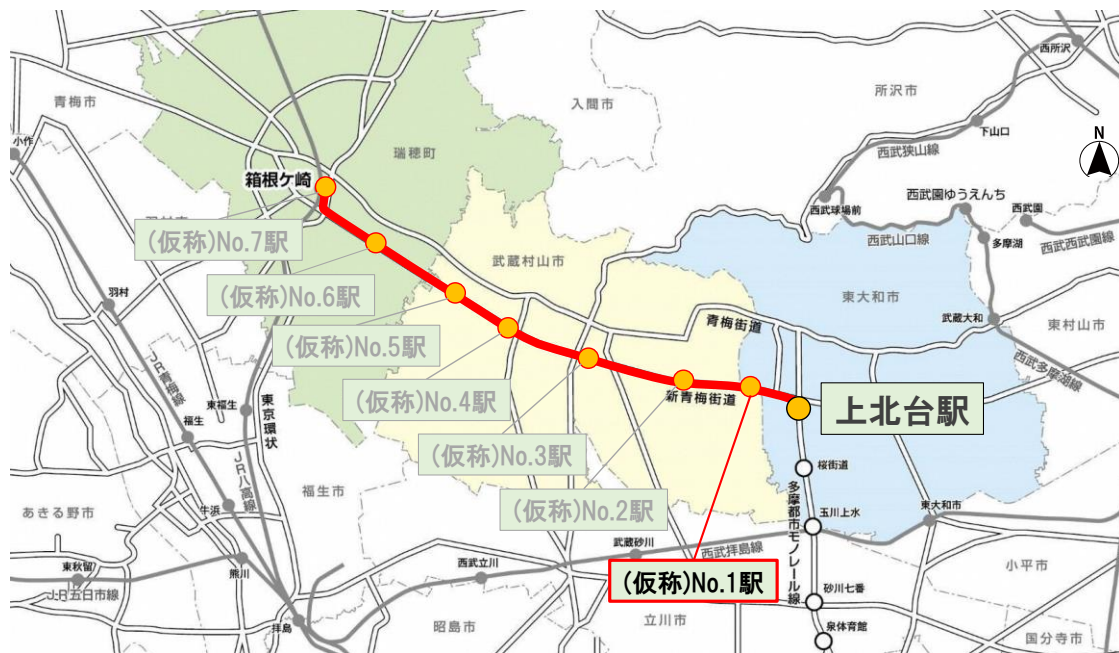 西所沢
青梅市
入間市
所沢市
N
小作
下山口
瑞穂町
西武狭山線
箱根ケ崎
西武球場前
西武園ゆうえんち
西武園
(仮称)No.7駅
西武山口線
多摩湖
西武西武園線
武蔵村山市
(仮称)No.6駅
東大和市
羽村
武蔵大和
東村山市
青梅街道
(仮称)No.5駅
西武多摩湖線
JR青梅線
(仮称)No.4駅
新青梅街道
上北台駅
東福生
東京環状
福生
(仮称)No.3駅
JR八高線
桜街道
福生市
(仮称)No.2駅
多摩都市モノレール線
あきる野市
牛浜
玉川上水
東大和市
武蔵砂川
西武拝島線
東秋留
熊川
西武立川
(仮称)No.1駅
小平市
JR五日市線
砂川七番
拝島
昭島市
立川市
泉体育館
国分寺市